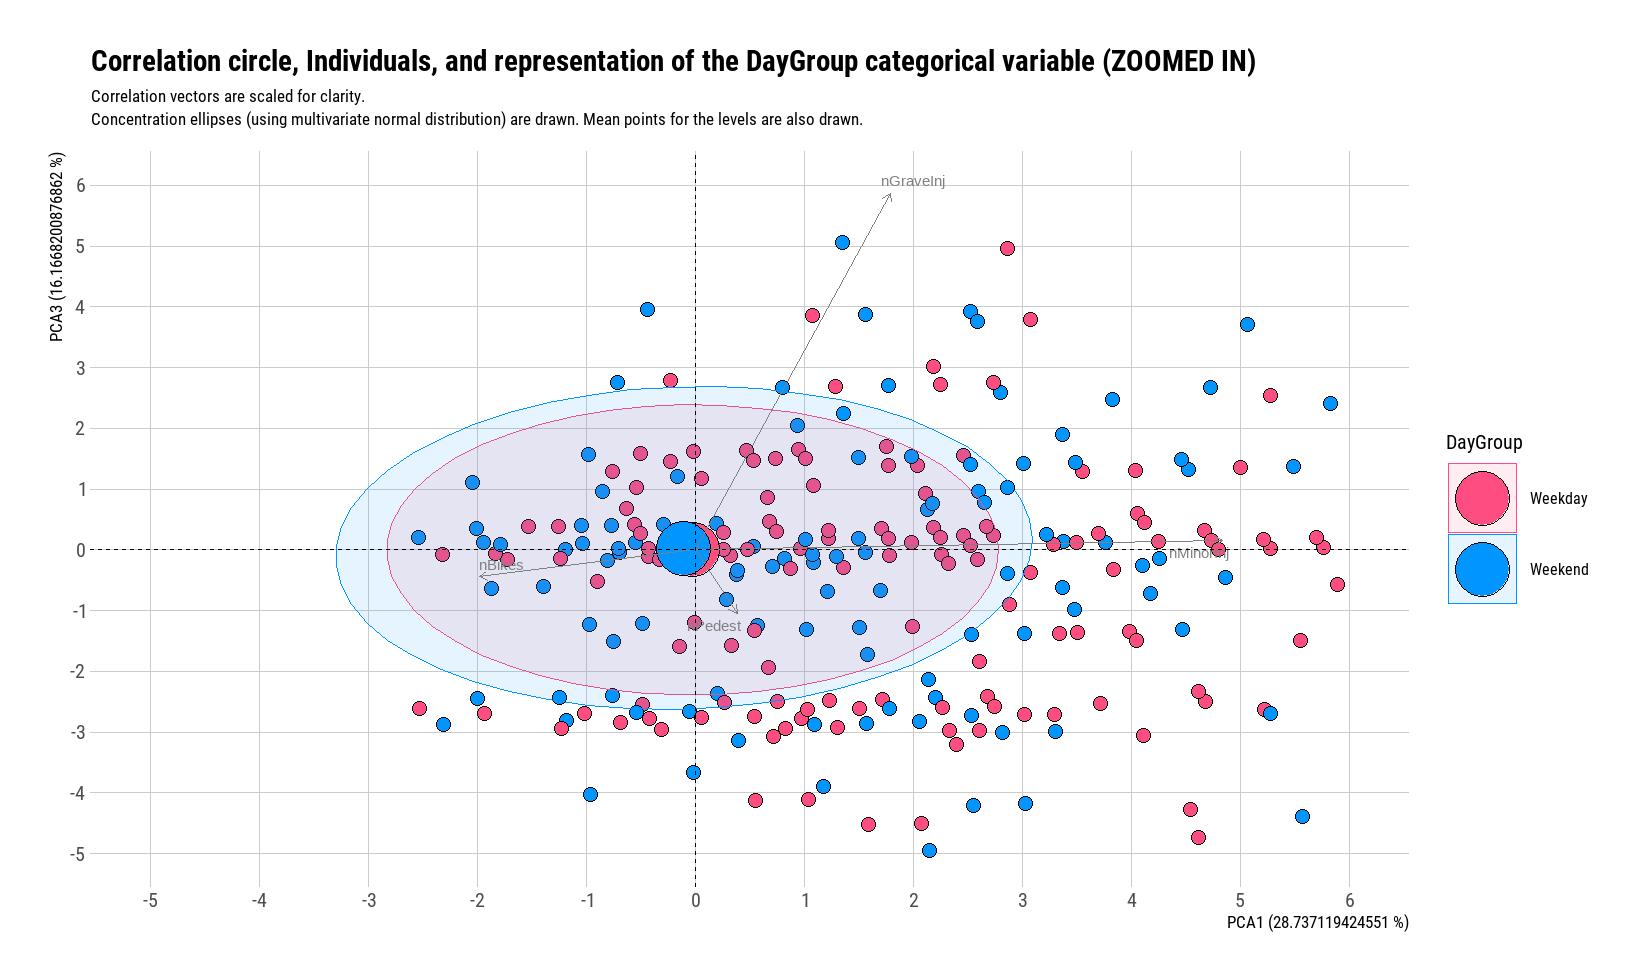 Correlation circle, Individuals, and representation of the DayGroup categorical variable (ZOOMED IN)
Correlation vectors are scaled for clarity.
Concentration ellipses (using multivariate normal distribution) are drawn. Mean points for the levels are also drawn.
PCA3 (16.1668200876862 %)
6
5
4
3
2
1
0
-1
-2
-3
-4
-5
nGraveInj
nBikes
nMinorInj
nPedest
-5
-4
-3
-2
-1
0
1
2
3
4
5
6
PCA1 (28.737119424551 %)
DayGroup
Weekday
Weekend